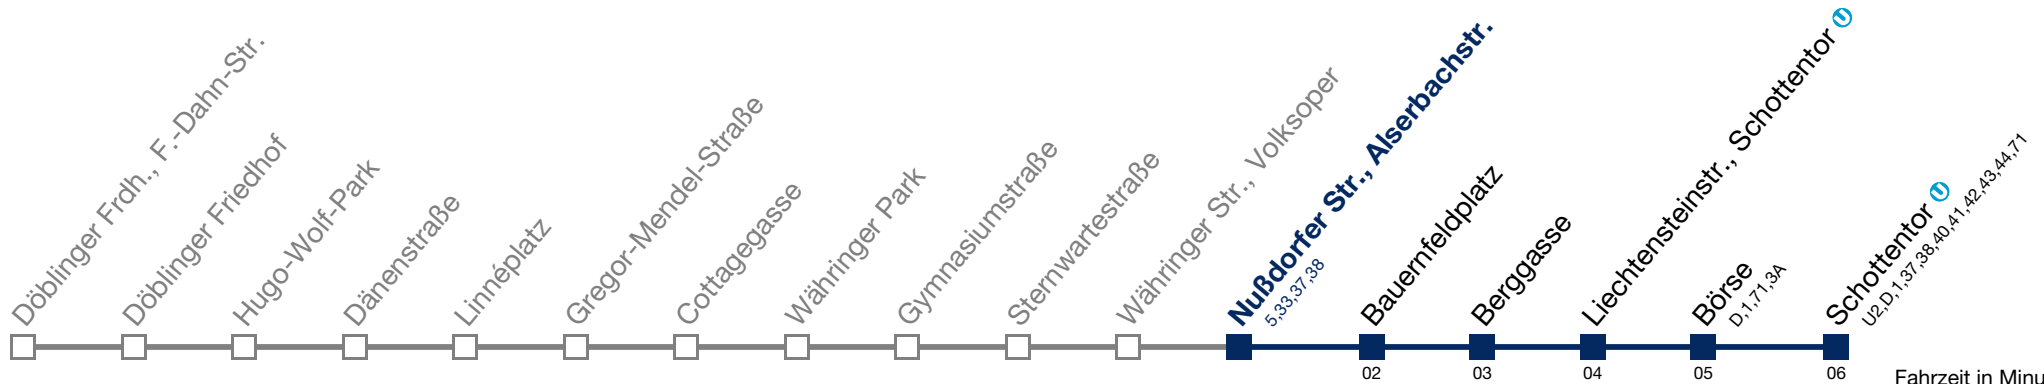 Döblinger Frdh., F.-Dahn-Str.
Döblinger Friedhof
Hugo-Wolf-Park
Dänenstraße
Linnéplatz
Gregor-Mendel-Straße
Cottagegasse
Währinger Park
Gymnasiumstraße
Sternwartestraße
Währinger Str., Volksoper
Nußdorfer Str., Alserbachstr.
5,33,37,38
Bauernfeldplatz
Berggasse
Liechtensteinstr., Schottentor U
Börse
D,1,71,3A
Schottentor U
U2,D,1,37,38,40,41,42,43,44,71
02 03 04 05 06 Fahrzeit in Minu